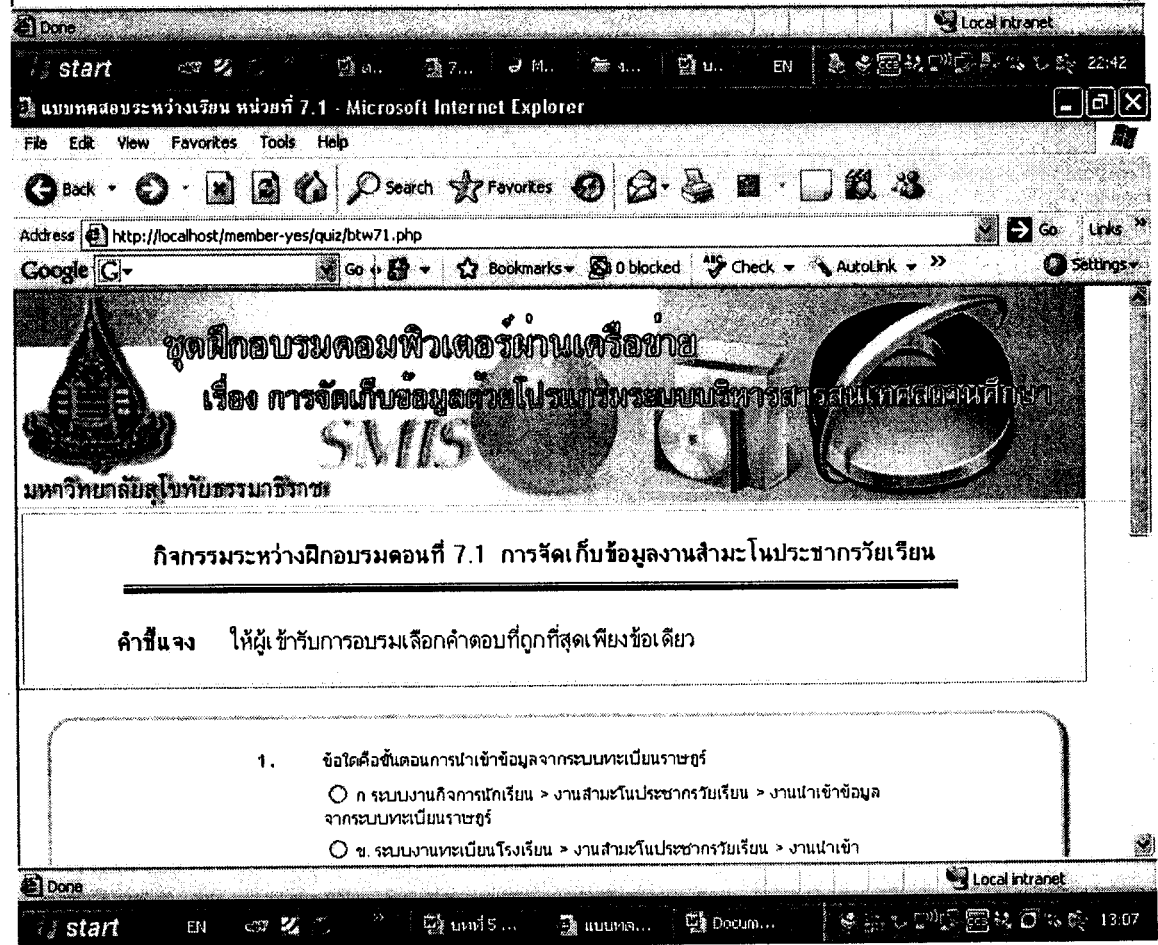 Done Local intranet
start 7... EN 22:42
แบบทดสอบระหว่างเรียน หน่วยที่ 7.1 - Microsoft Internet Explorer
File Edit View Favorites Tools Help
Back Search Favorites
Address http://localhost/member-yes/quiz/btw71.php Go Links »
Google G Go Bookmarks 0 blocked Check AutoLink » Settings
ชุดฝึกอบรมคอมพิวเตอร์ผ่านเครือข่าย
เรื่อง การจัดเก็บข้อมูลด้วยโปรแกรมระบบบริหารสารสนเทศสถานศึกษา
SMIS
มหาวิทยาลัยสุโขทัยธรรมาธิราช
กิจกรรมระหว่างฝึกอบรมตอนที่ 7.1 การจัดเก็บข้อมูลงานสำมะโนประชากรวัยเรียน
คำชี้แจง ให้ผู้เข้ารับการอบรมเลือกคำตอบที่ถูกที่สุดเพียงข้อเดียว
1. ข้อใดคือขั้นตอนการนำเข้าข้อมูลจากระบบทะเบียนราษฎร์
ก ระบบงานกิจการนักเรียน > งานสำมะโนประชากรวัยเรียน > งานนำเข้าข้อมูล
จากระบบทะเบียนราษฎร์
ข. ระบบงานทะเบียนโรงเรียน > งานสำมะโนประชากรวัยเรียน > งานนำเข้า
Done Local intranet
start EN » บทที่ 5 ... แบบทด... Docum... 13:07